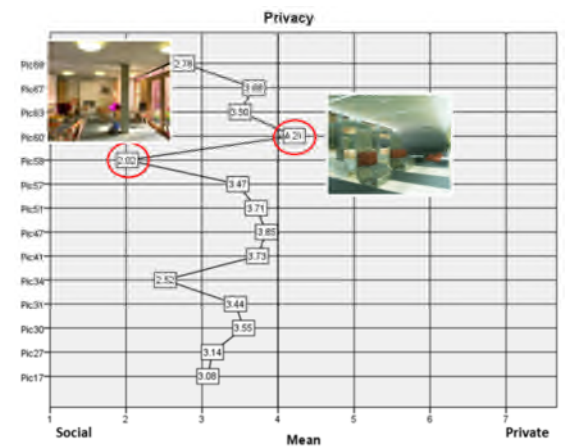 Privacy
Pic69 2.78
Pic67 3.68
Pic63 3.50
Pic60 4.21
Pic58 2.02
Pic57 3.47
Pic51 3.71
Pic47 3.85
Pic41 3.73
Pic34 2.52
Pic31 3.44
Pic30 3.55
Pic27 3.14
Pic17 3.08
1 2 3 4 5 6 7
Social Mean Private